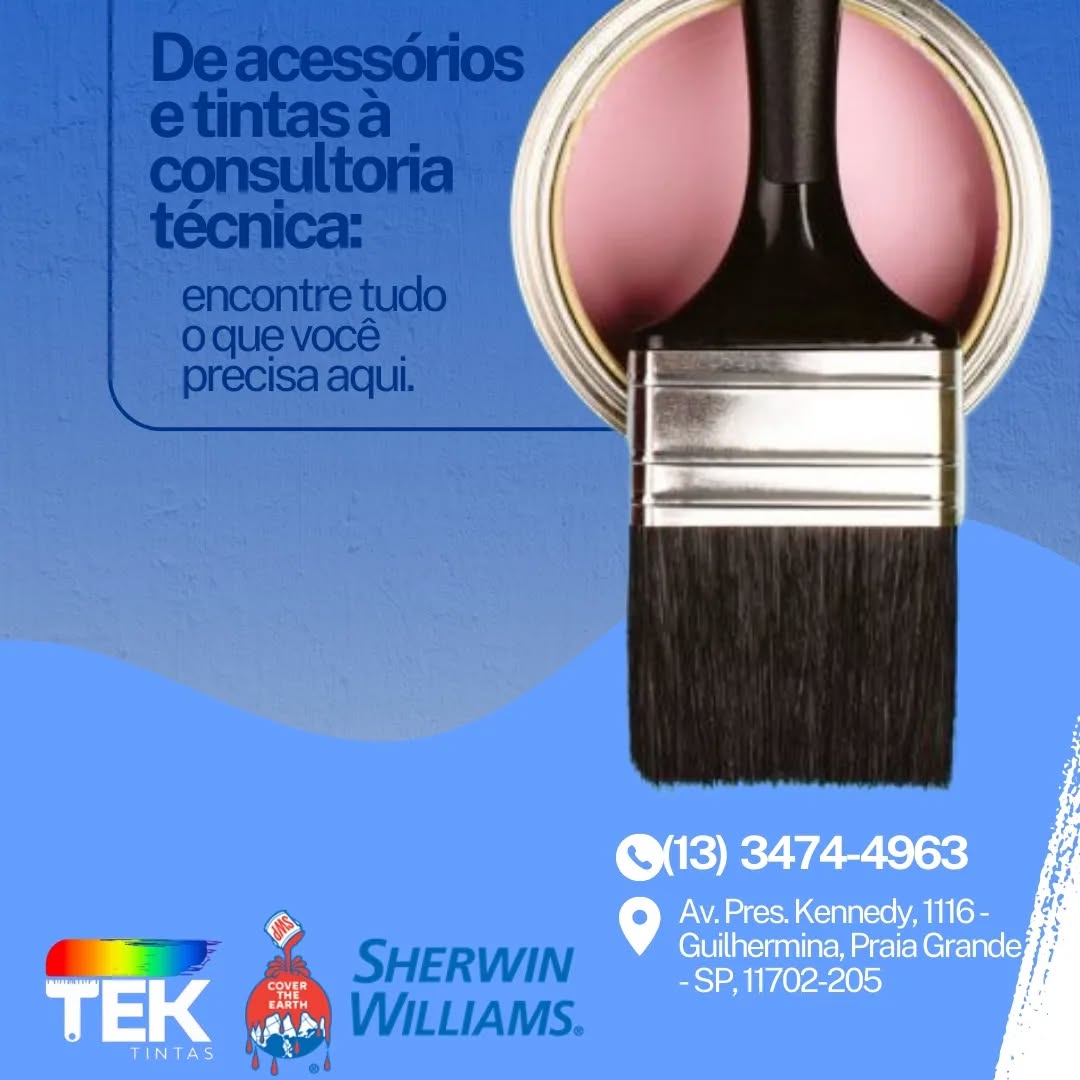 De acessórios
e tintas à
consultoria
técnica:
encontre tudo
o que você
precisa aqui.
(13) 3474-4963
Av. Pres. Kennedy, 1116 -
Guilhermina, Praia Grande
- SP, 11702-205
TEK
TINTAS
SWP
COVER
THE
EARTH
®
SHERWIN
WILLIAMS®